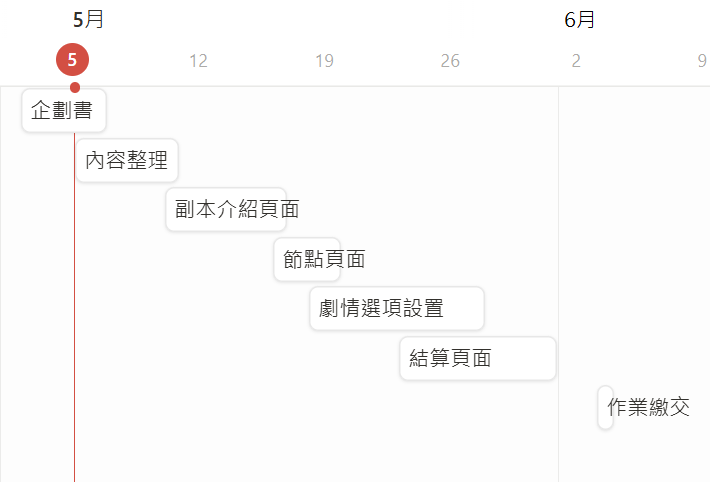 5月 6月
5 12 19 26 2 9
企劃書
內容整理
副本介紹頁面
節點頁面
劇情選項設置
結算頁面
作業繳交